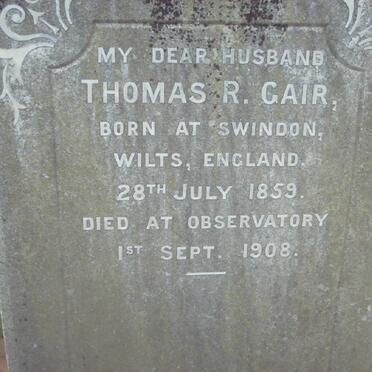 MY DEAR HUSBAND
THOMAS R. GAIR,
BORN AT SWINDON,
WILTS, ENGLAND.
28TH JULY 1859.
DIED AT OBSERVATORY
1ST SEPT. 1908.